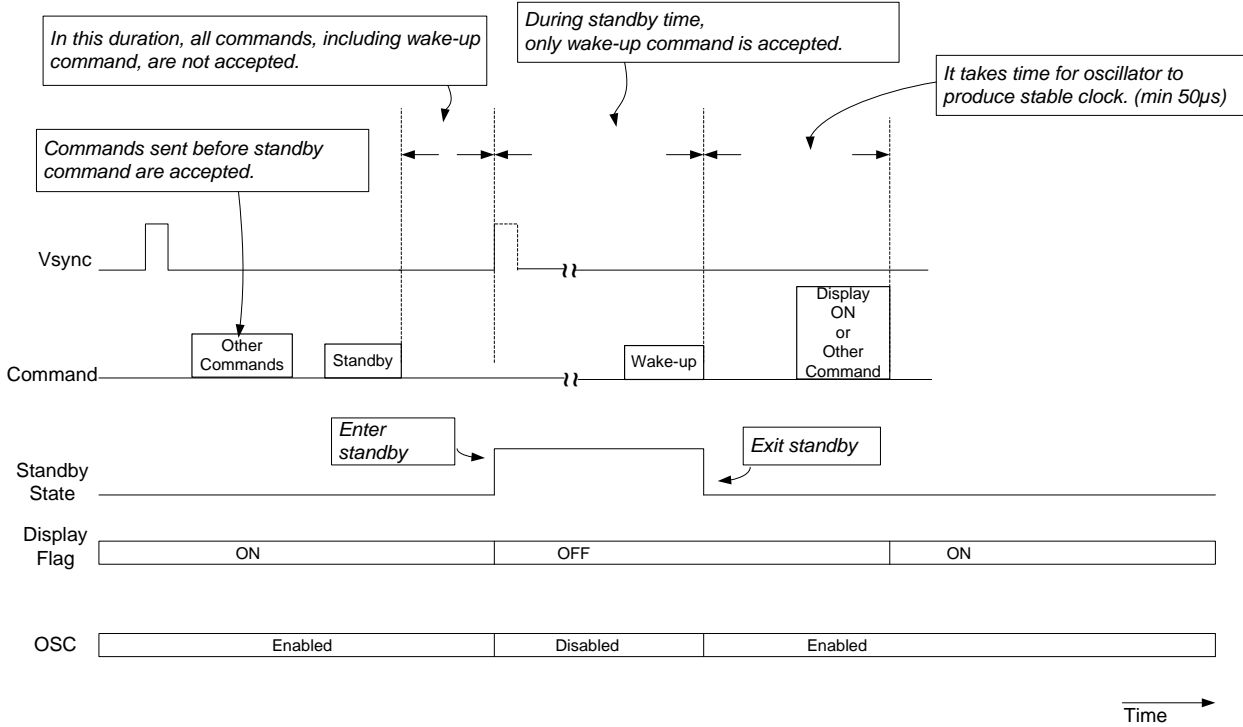 In this duration, all commands, including wake-up
command, are not accepted.
During standby time,
only wake-up command is accepted.
It takes time for oscillator to
produce stable clock. (min 50µs)
Commands sent before standby
command are accepted.
Vsync
Command
Other
Commands
Standby
Wake-up
Display
ON
or
Other
Command
Enter
standby
Exit standby
Standby
State
Display
Flag
ON
OFF
ON
OSC
Enabled
Disabled
Enabled
Time